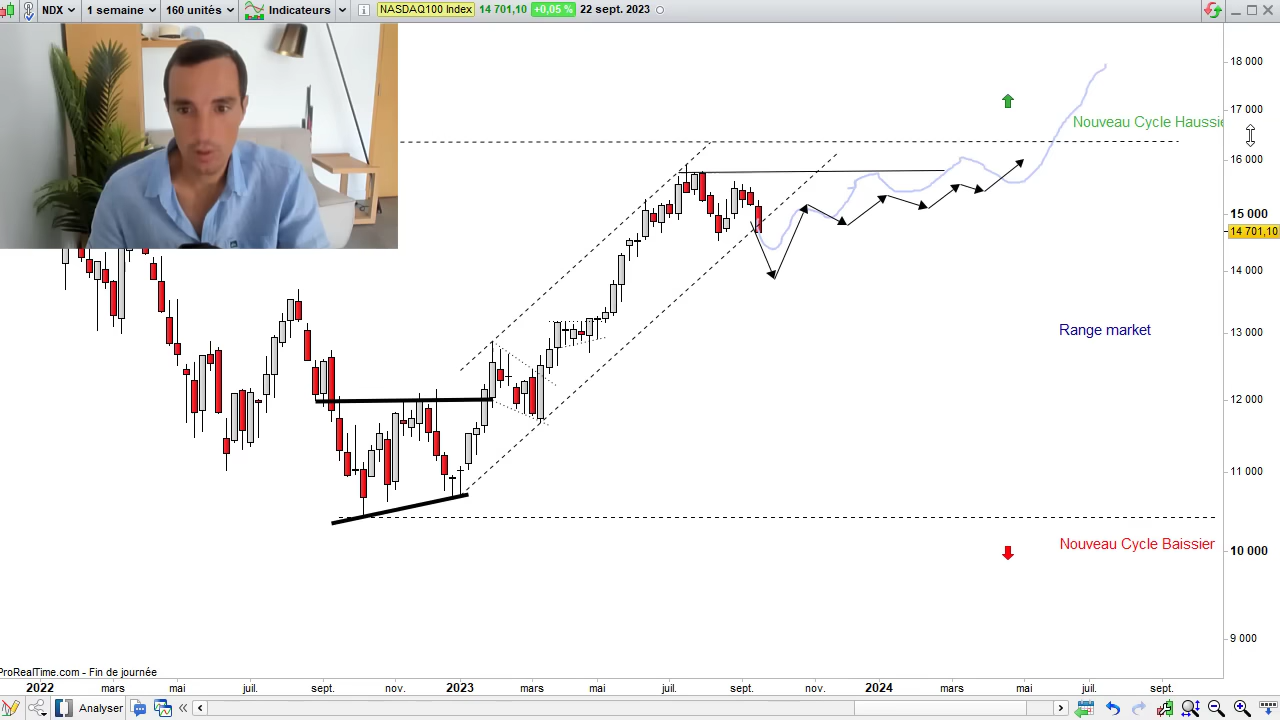 NDX 1 semaine 160 unités Indicateurs NASDAQ100 Index 14 701,10 +0,05 % 22 sept. 2023
18 000
17 000
Nouveau Cycle Haussie
16 000
15 000
14 701,10
14 000
Range market
13 000
12 000
11 000
Nouveau Cycle Baissier
10 000
9 000
ProRealTime.com - Fin de journée
2022 mars mai juil. sept. nov. 2023 mars mai juil. sept. nov. 2024 mars mai juil. sept.
Analyser